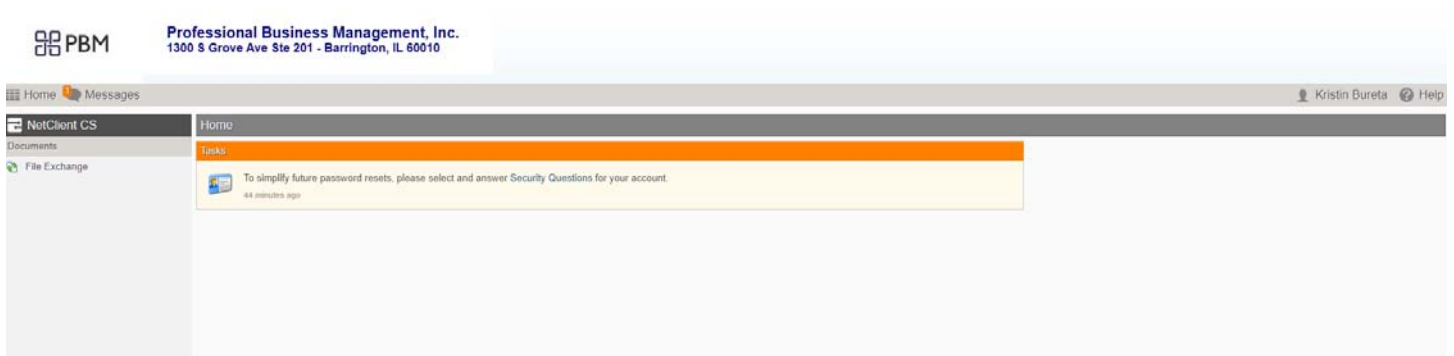 PBM
Professional Business Management, Inc.
1300 S Grove Ave Ste 201 - Barrington, IL 60010
Home Messages
Kristin Bureta Help
NetClient CS
Home
Documents
Tasks
File Exchange
To simplify future password resets, please select and answer Security Questions for your account.
44 minutes ago